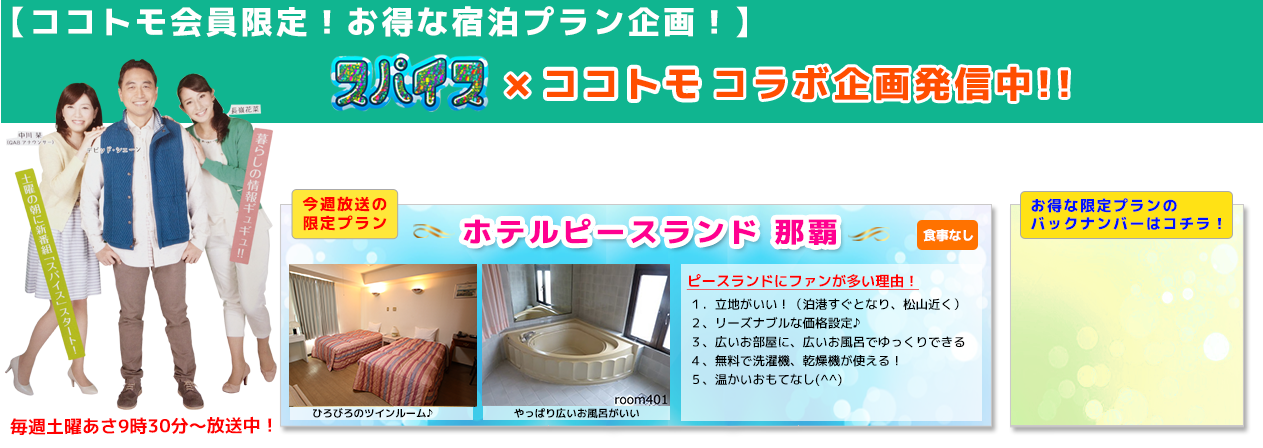 【ココトモ会員限定！お得な宿泊プラン企画！】
スパイス × ココトモ コラボ企画発信中!!
長嶺花菜
中川 栞
(QABアナウンサー)
デビッド・シェーン
暮らしの情報ギュギュ!!
土曜の朝に新番組「スパイス」スタート！
毎週土曜あさ9時30分〜放送中！
今週放送の
限定プラン
ホテルピースランド 那覇
食事なし
ひろびろのツインルーム♪
room401
やっぱり広いお風呂がいい
ピースランドにファンが多い理由！
１．立地がいい！（泊港すぐとなり、松山近く）
２、リーズナブルな価格設定♪
３、広いお部屋に、広いお風呂でゆっくりできる
４、無料で洗濯機、乾燥機が使える！
５、温かいおもてなし(^^)
お得な限定プランの
バックナンバーはコチラ！